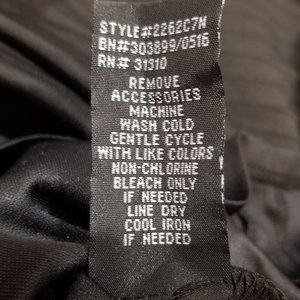 STYLE#2262C7H
BN# 303899/0516
RN# 31310
REMOVE
ACCESSORIES
MACHINE
WASH COLD
GENTLE CYCLE
WITH LIKE COLORS
NON-CHLORINE
BLEACH ONLY
IF NEEDED
LINE DRY
COOL IRON
IF NEEDED